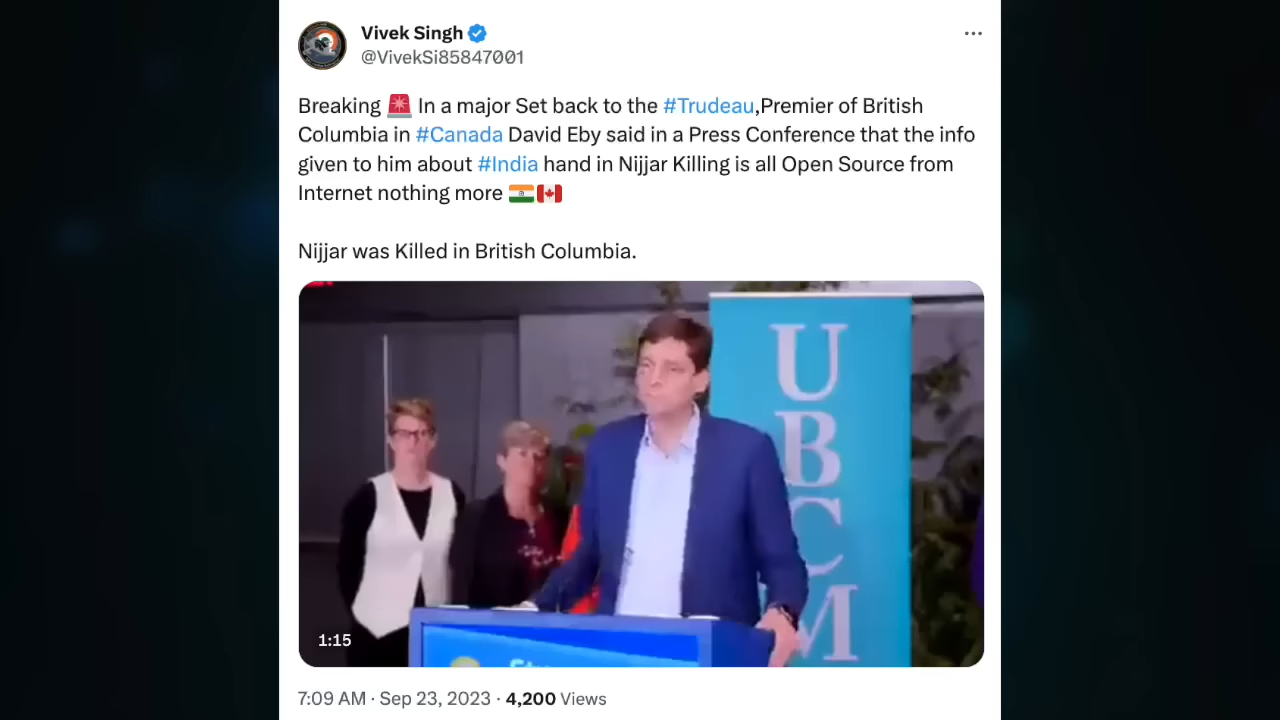 Vivek Singh
@VivekSi85847001
Breaking 🚨 In a major Set back to the #Trudeau,Premier of British
Columbia in #Canada David Eby said in a Press Conference that the info
given to him about #India hand in Nijjar Killing is all Open Source from
Internet nothing more 🇮🇳🇨🇦
Nijjar was Killed in British Columbia.
U
B
C
M
1:15
7:09 AM · Sep 23, 2023 · 4,200 Views